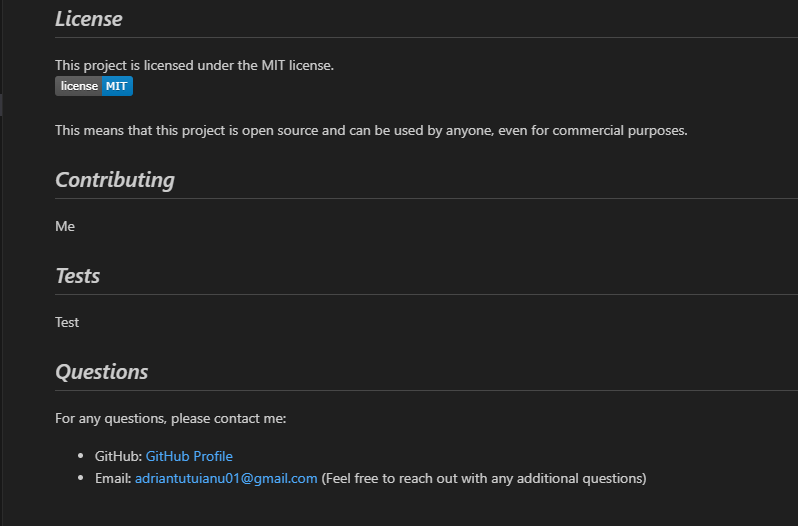 License
This project is licensed under the MIT license.
license MIT
This means that this project is open source and can be used by anyone, even for commercial purposes.
Contributing
Me
Tests
Test
Questions
For any questions, please contact me:
• GitHub: GitHub Profile
• Email: adriantutuianu01@gmail.com (Feel free to reach out with any additional questions)